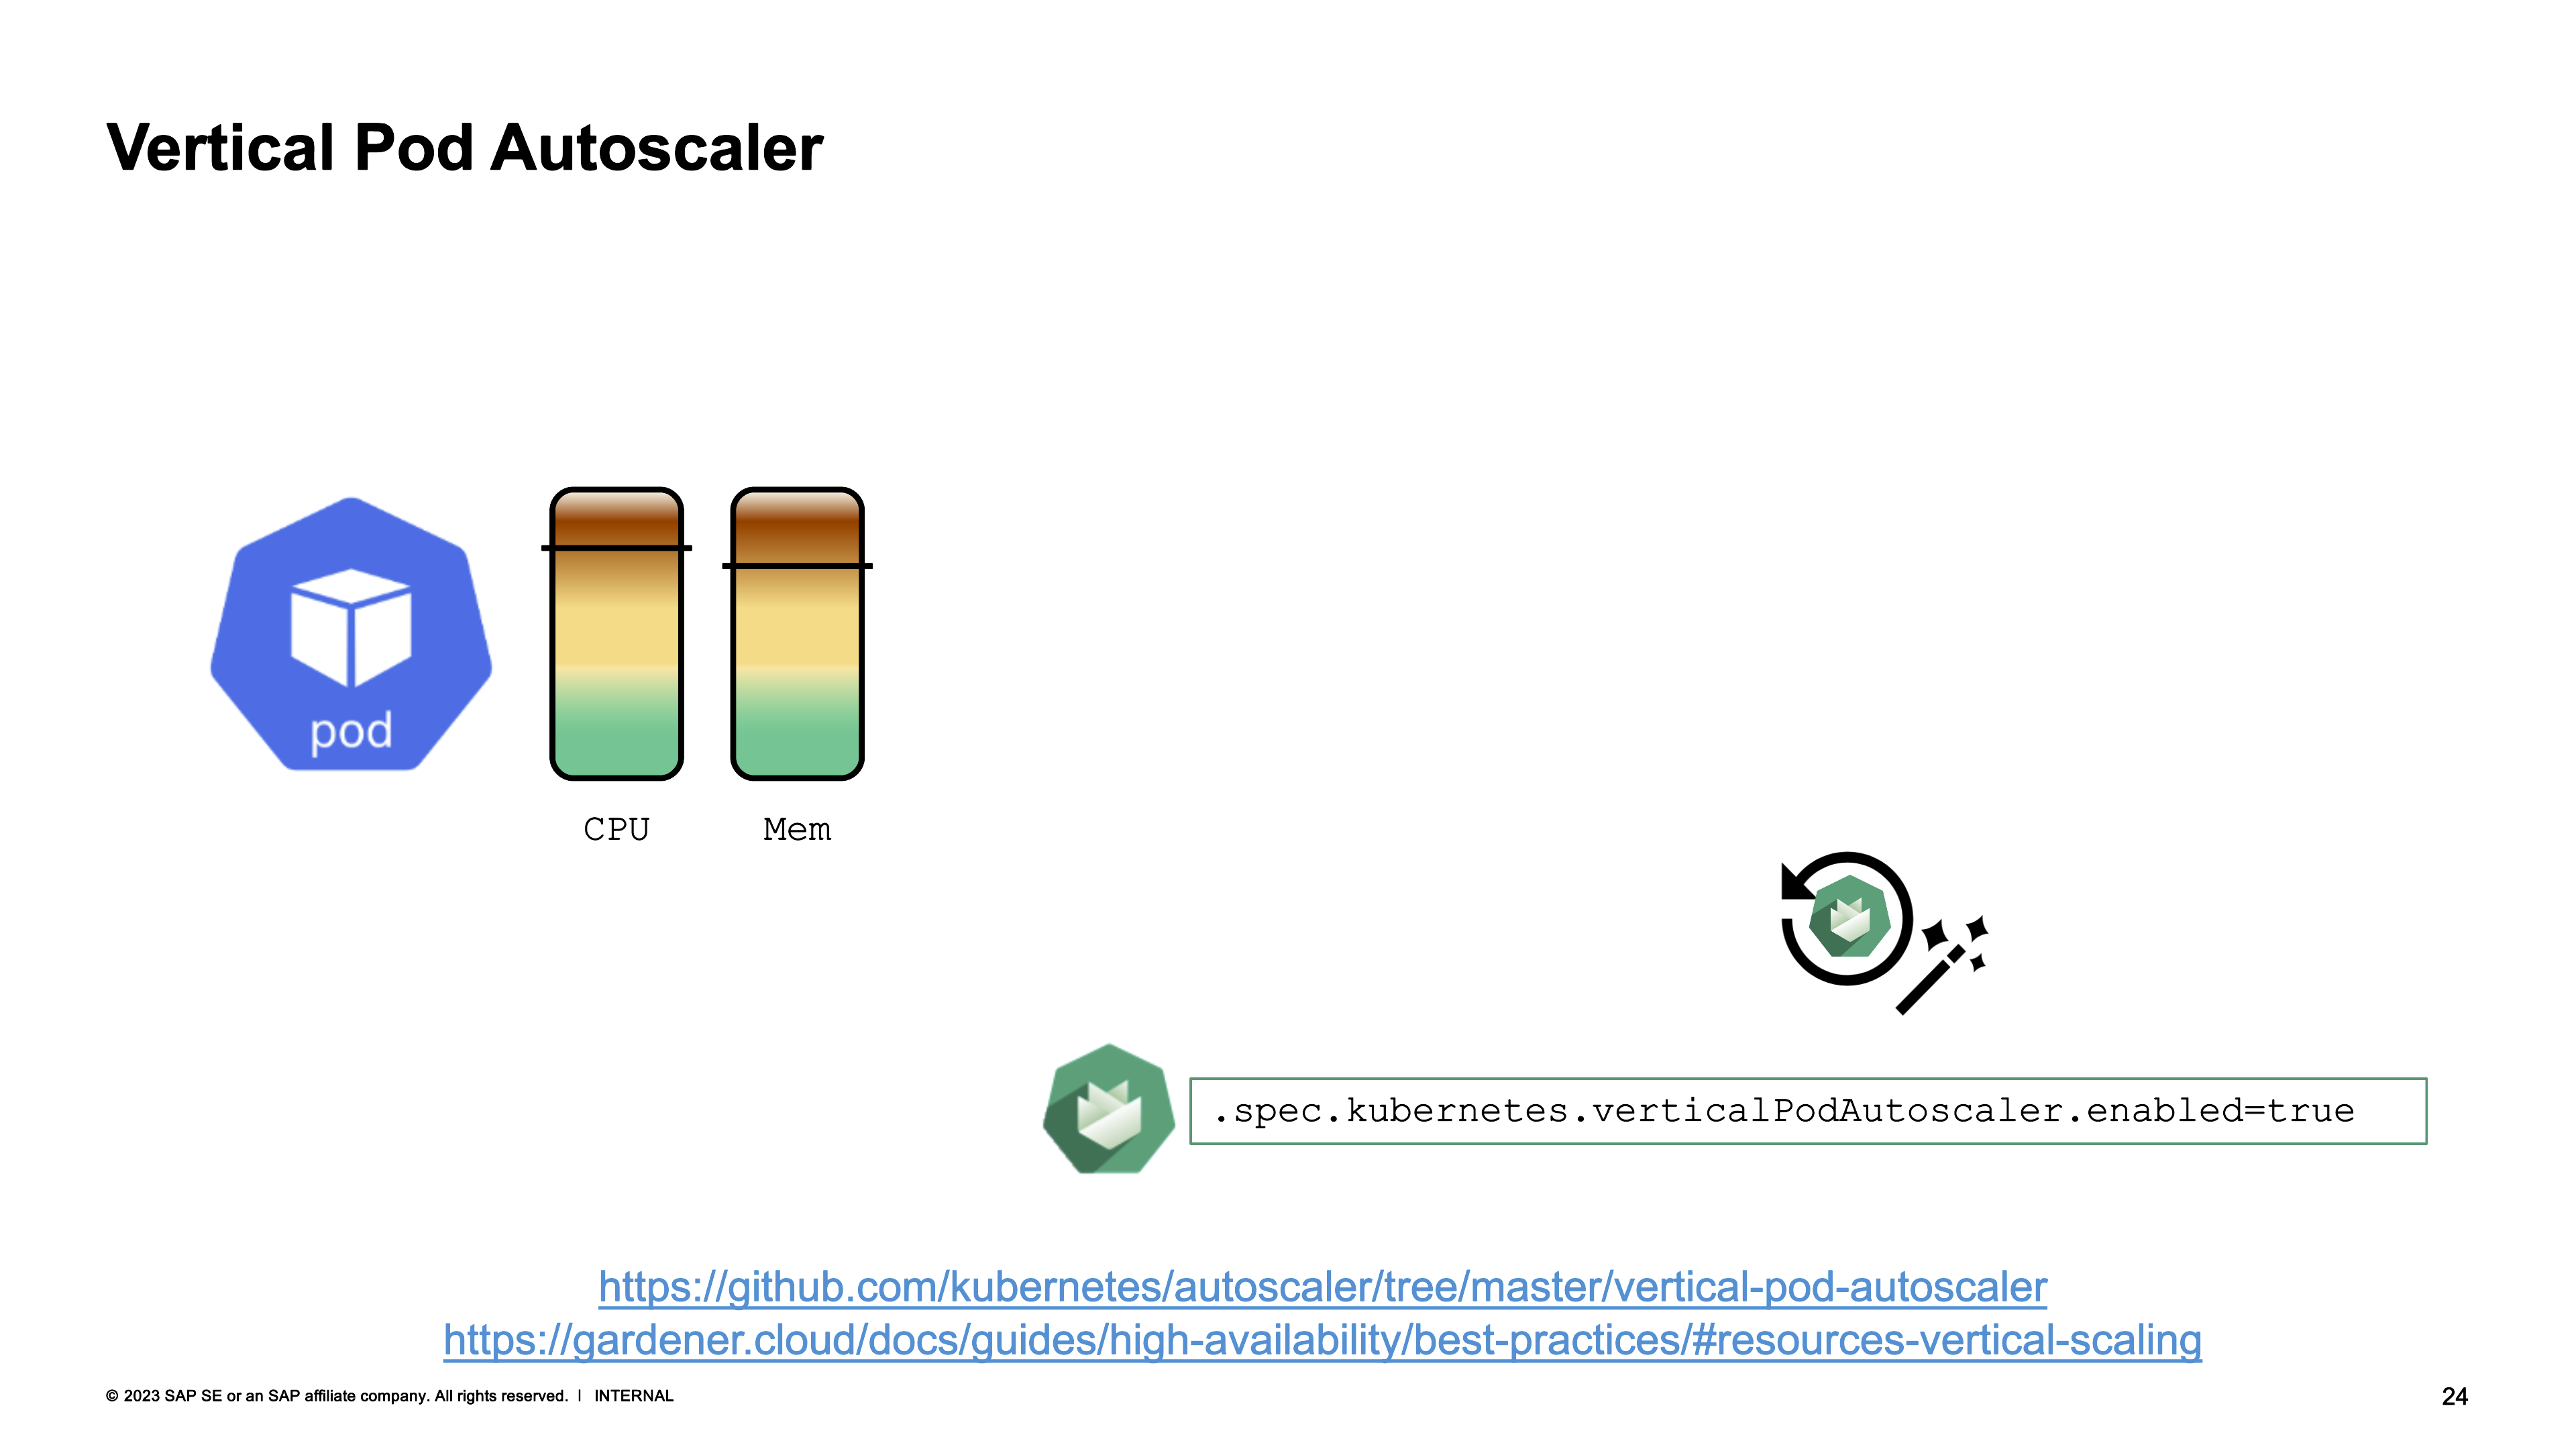 Vertical Pod Autoscaler
pod
CPU
Mem
.spec.kubernetes.verticalPodAutoscaler.enabled=true
https://github.com/kubernetes/autoscaler/tree/master/vertical-pod-autoscaler
https://gardener.cloud/docs/guides/high-availability/best-practices/#resources-vertical-scaling
© 2023 SAP SE or an SAP affiliate company. All rights reserved. | INTERNAL
24